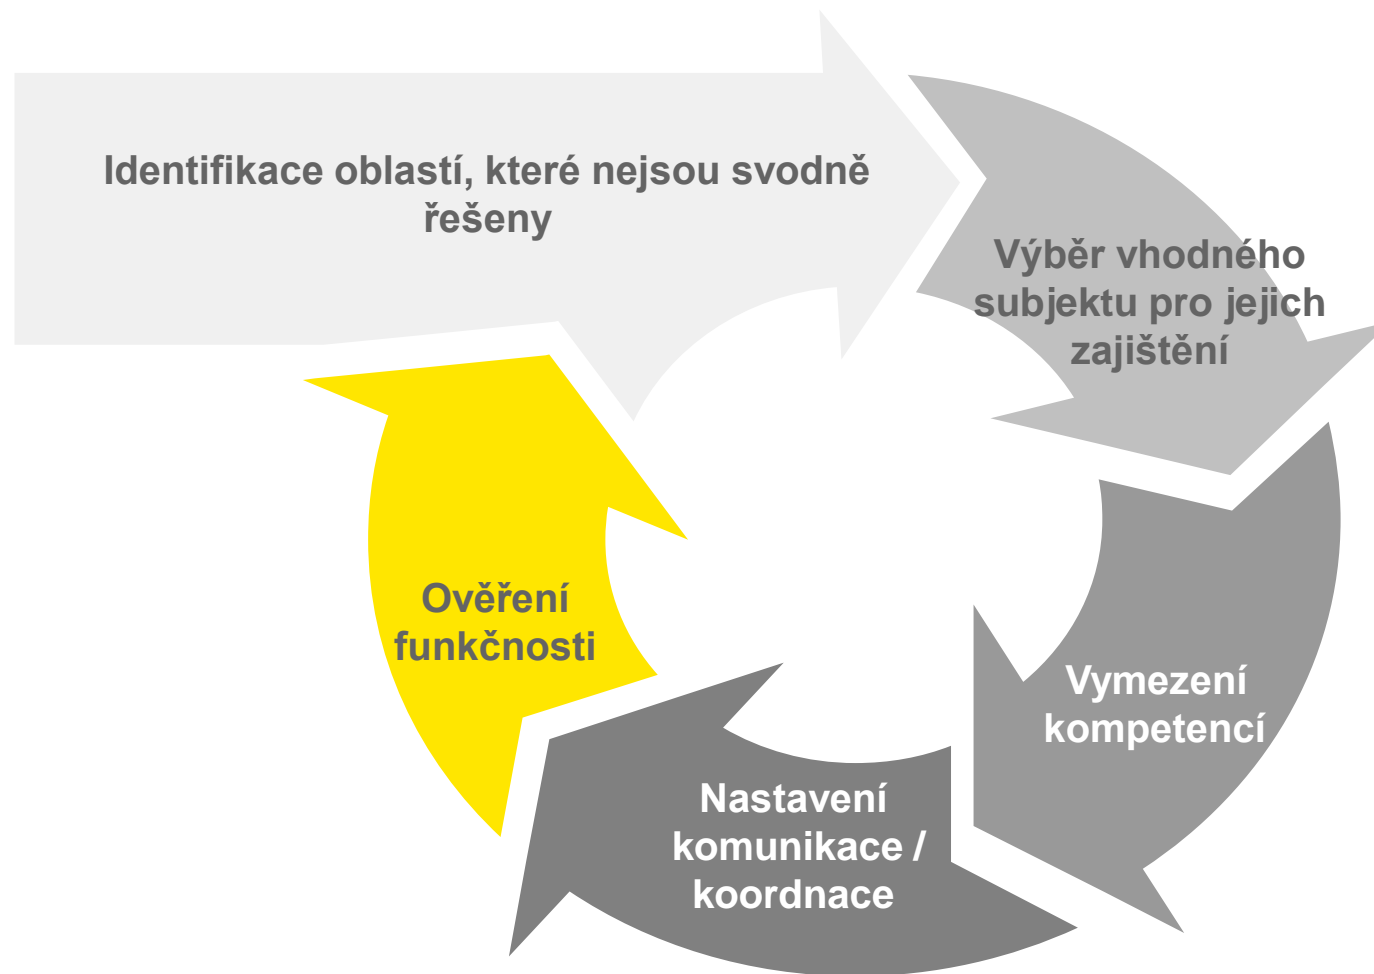 Identifikace oblastí, které nejsou svodně
řešeny
Výběr vhodného
subjektu pro jejich
zajištění
Vymezení
kompetencí
Nastavení
komunikace /
koordnace
Ověření
funkčnosti